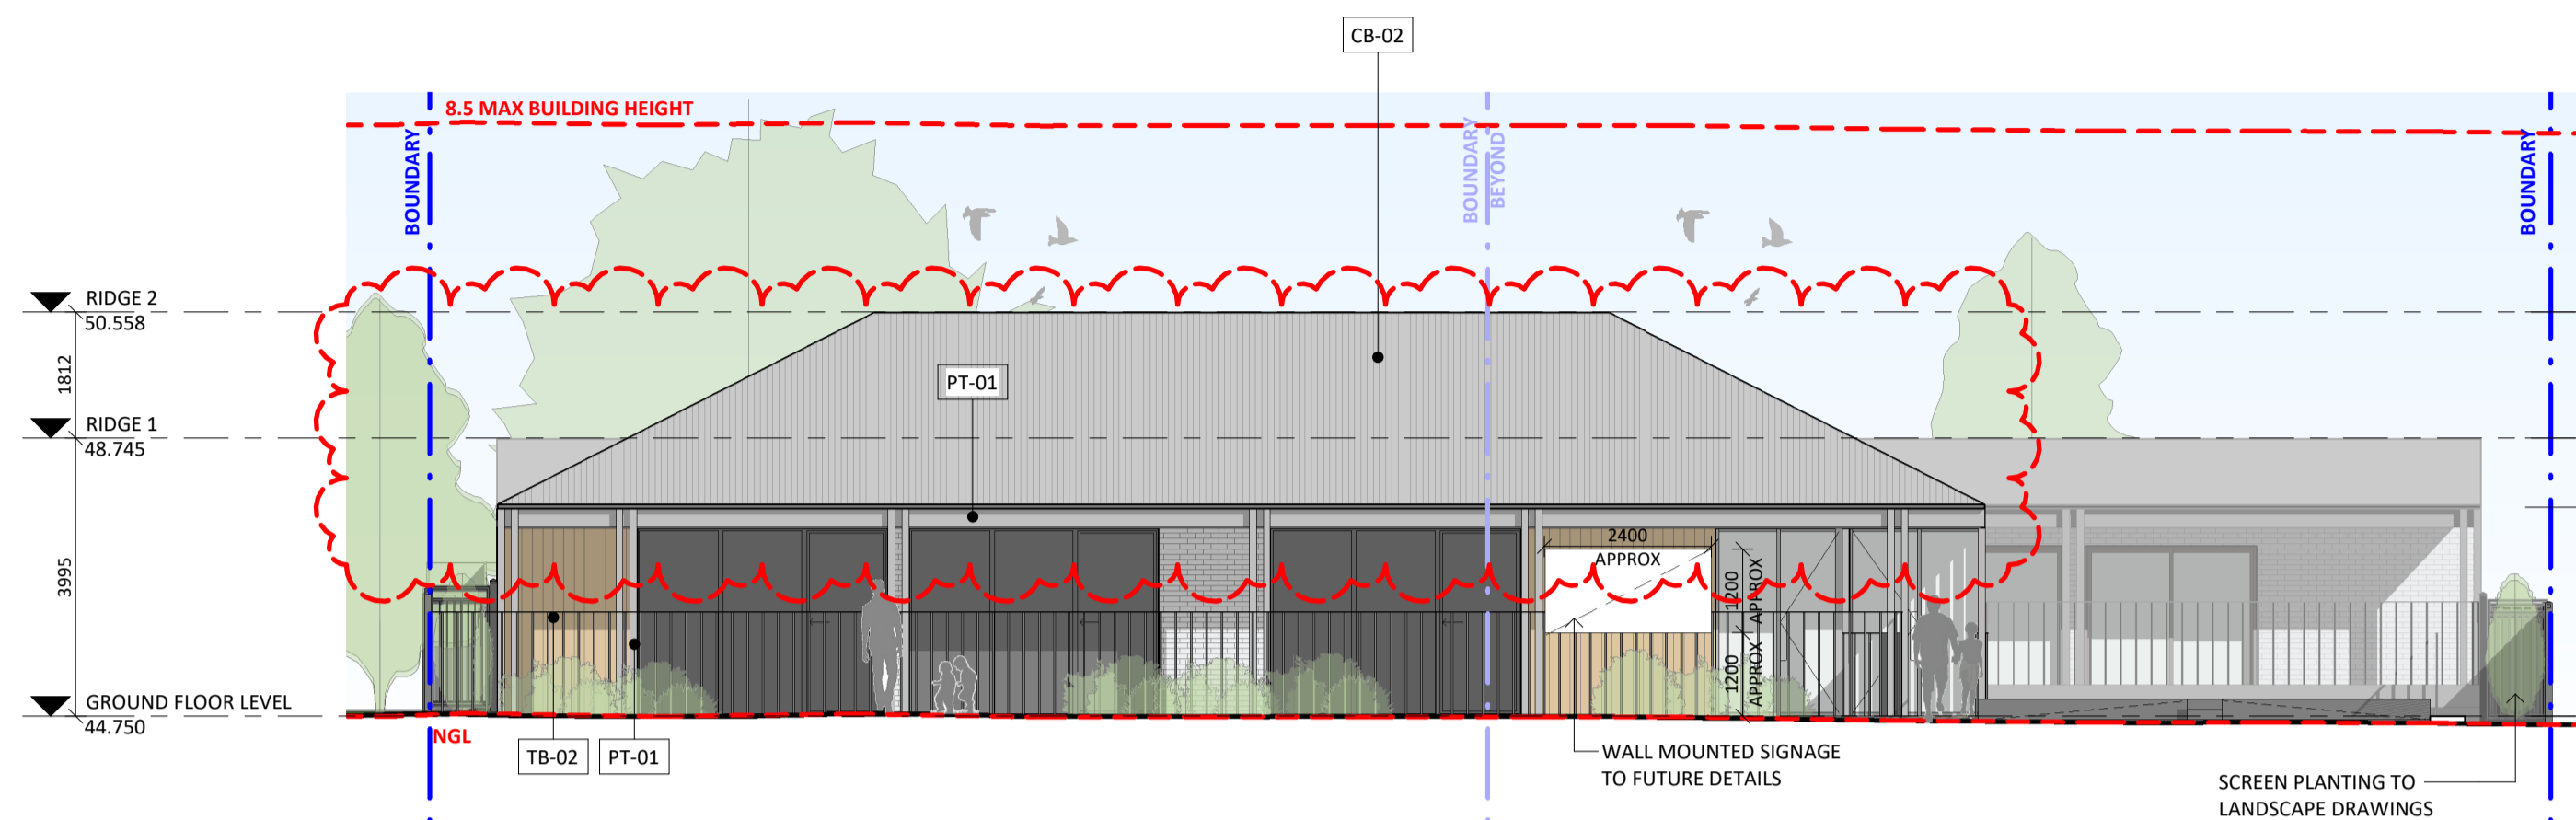 CB-02
8.5 MAX BUILDING HEIGHT
BOUNDARY
BOUNDARY
BEYOND
BOUNDARY
RIDGE 2
50.558
1812
PT-01
RIDGE 1
48.745
3995
2400
APPROX
1200
APPROX
1200
APPROX
GROUND FLOOR LEVEL
44.750
NGL
TB-02
PT-01
WALL MOUNTED SIGNAGE
TO FUTURE DETAILS
SCREEN PLANTING TO
LANDSCAPE DRAWINGS